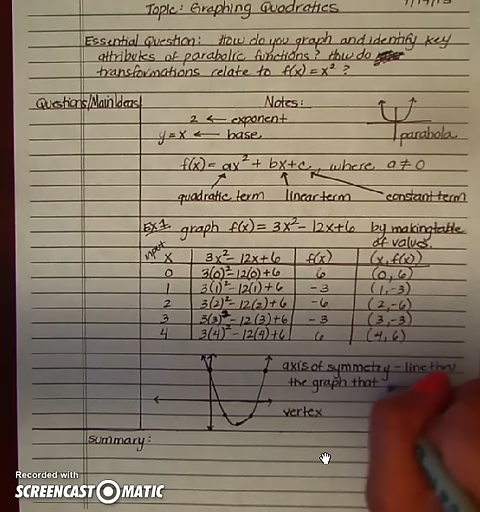 Topic: Graphing Quadratics
Essential Question: How do you graph and identify key
attributes of parabolic functions? How do
transformations relate to f(x) = x² ?
Questions/Main Ideas
Notes:
2 ← exponent
y = x ← base
parabola
f(x) = ax² + bx + c, where a ≠ 0
quadratic term linear term constant term
Ex 1 graph f(x) = 3x² - 12x + 6 by making table
of values.
input
x 3x² - 12x + 6 f(x) (x, f(x))
0 3(0)² - 12(0) + 6 6 (0, 6)
1 3(1)² - 12(1) + 6 -3 (1, -3)
2 3(2)² - 12(2) + 6 -6 (2, -6)
3 3(3)² - 12(3) + 6 -3 (3, -3)
4 3(4)² - 12(4) + 6 6 (4, 6)
axis of symmetry - line thru
the graph that
vertex
summary:
Recorded with
SCREENCAST O MATIC